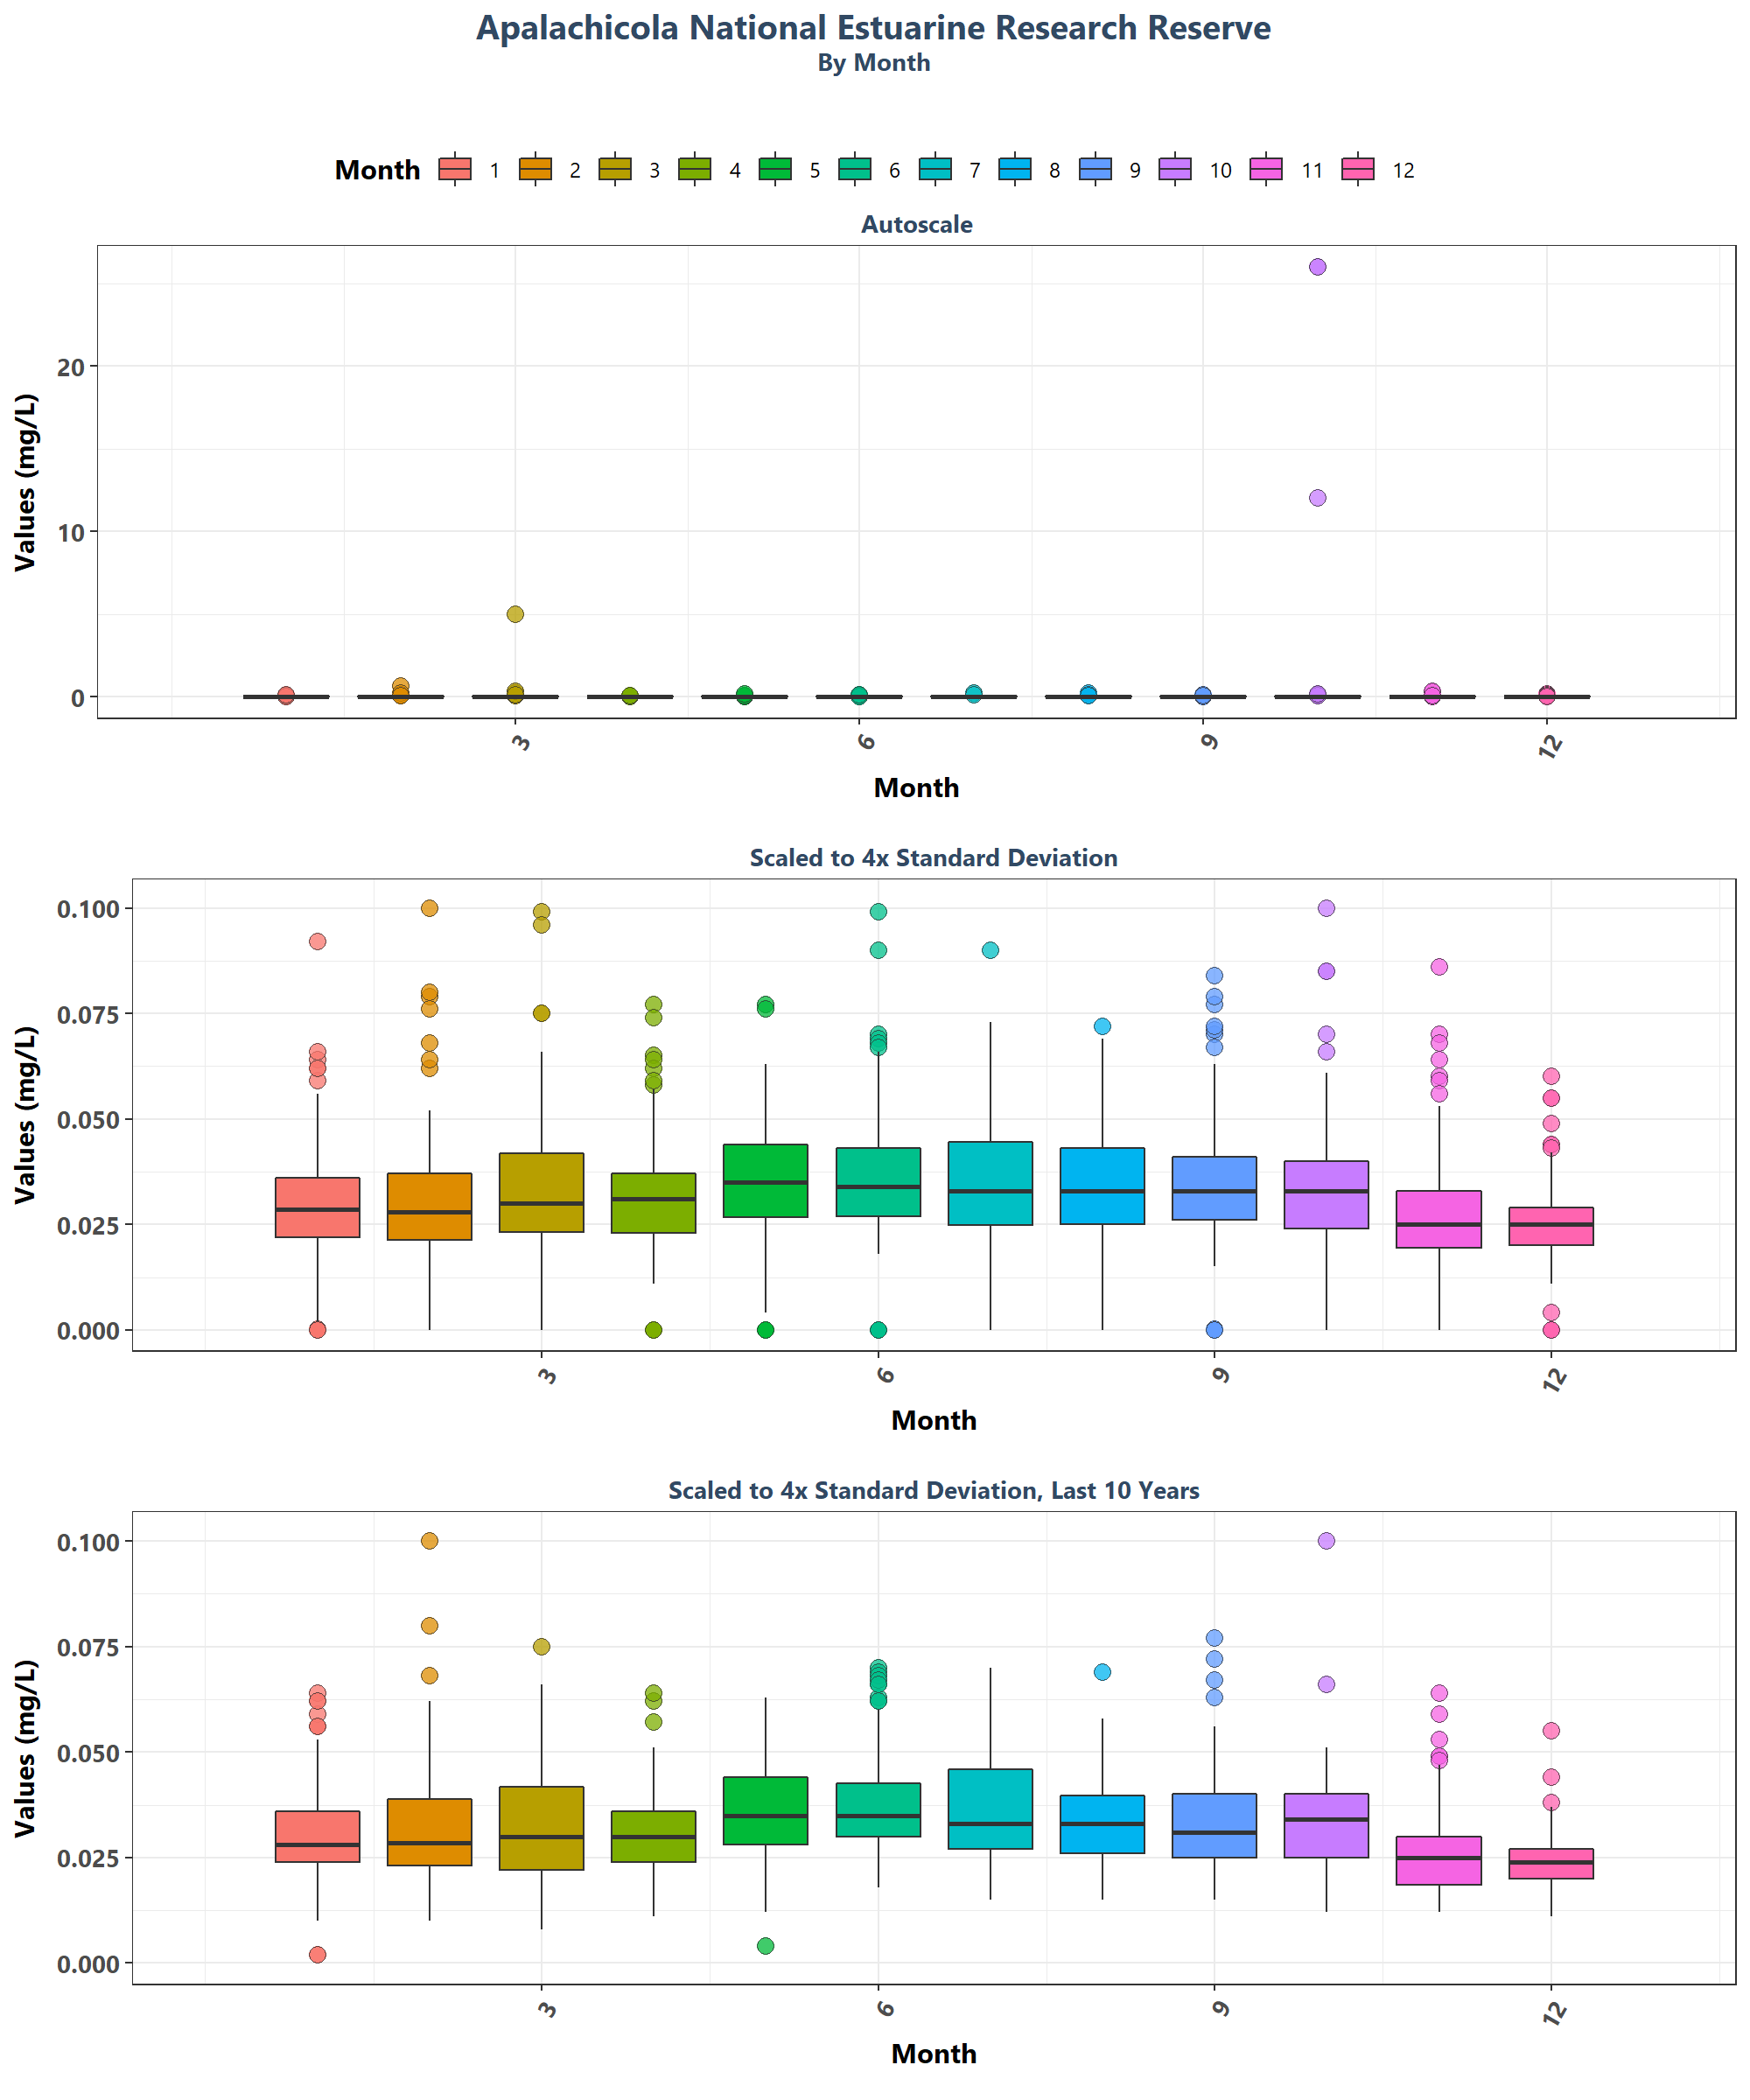 Apalachicola National Estuarine Research Reserve
By Month
Month 1 2 3 4 5 6 7 8 9 10 11 12
Autoscale
Values (mg/L)
20
10
0
3 6 9 12
Month
Scaled to 4x Standard Deviation
Values (mg/L)
0.100
0.075
0.050
0.025
0.000
3 6 9 12
Month
Scaled to 4x Standard Deviation, Last 10 Years
Values (mg/L)
0.100
0.075
0.050
0.025
0.000
3 6 9 12
Month